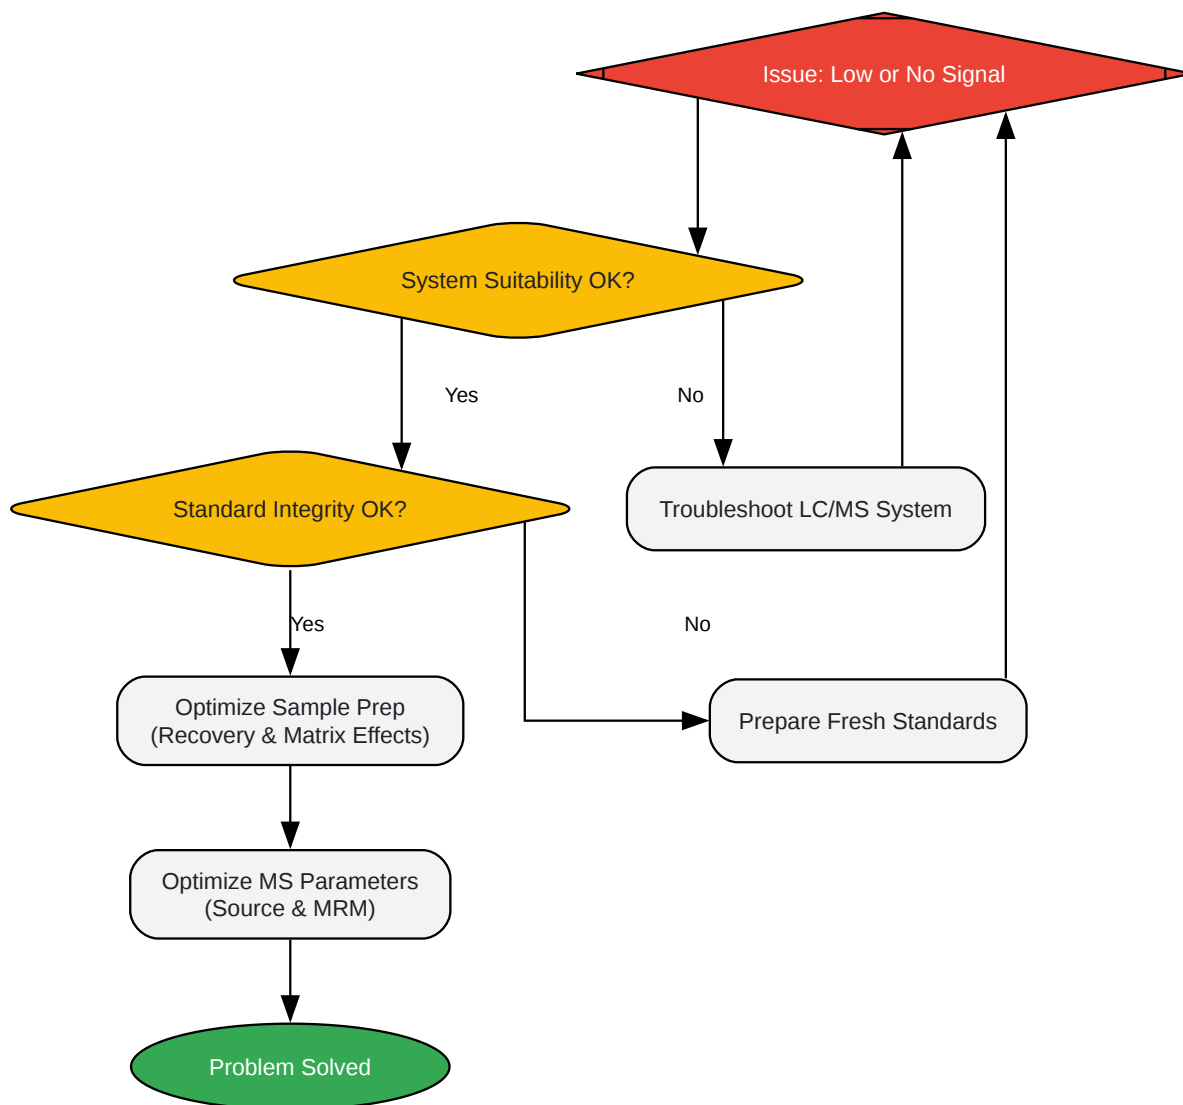 Issue: Low or No Signal
System Suitability OK?
Yes
No
Standard Integrity OK?
Troubleshoot LC/MS System
Yes
No
Optimize Sample Prep
(Recovery & Matrix Effects)
Prepare Fresh Standards
Optimize MS Parameters
(Source & MRM)
Problem Solved